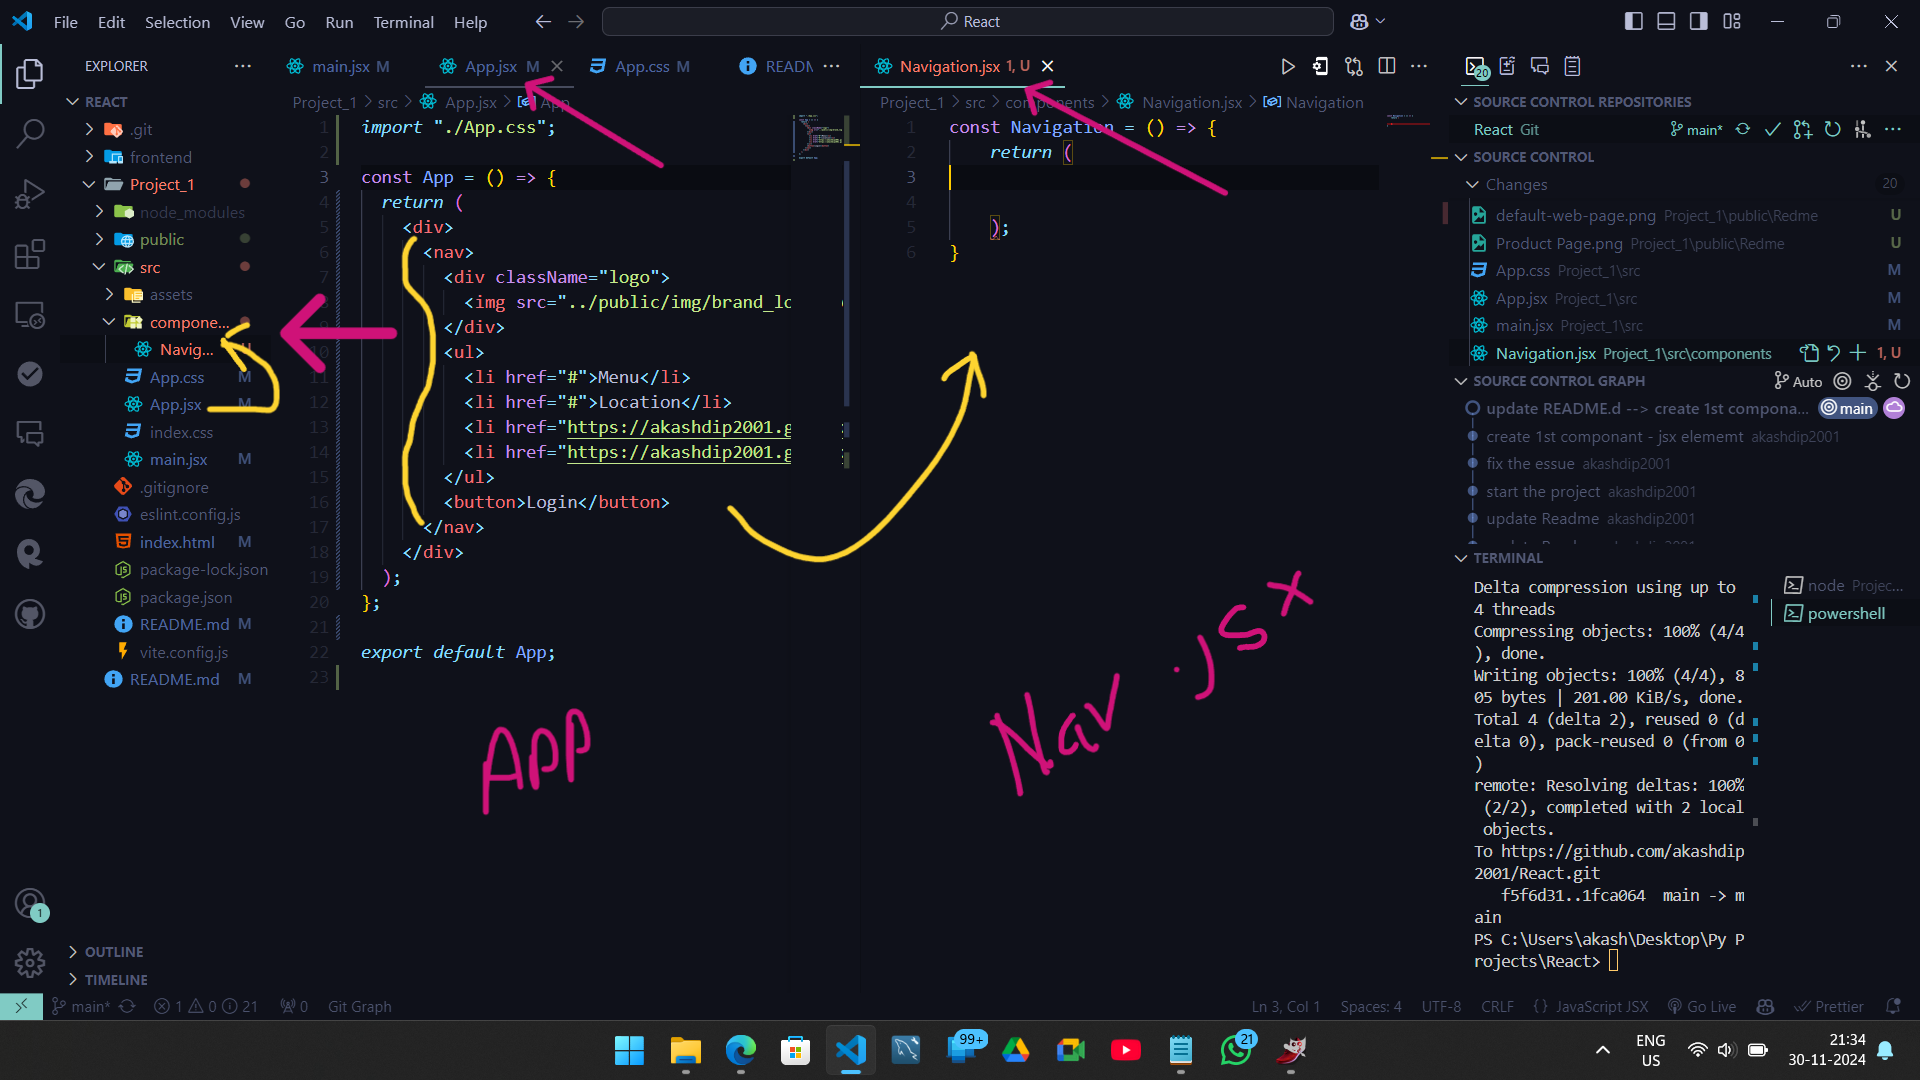 File Edit Selection View Go Run Terminal Help
React
EXPLORER
REACT
.git
frontend
Project_1
node_modules
public
src
assets
compone...
Navig...
App.css M
App.jsx M
index.css
main.jsx M
.gitignore
eslint.config.js
index.html M
package-lock.json
package.json
README.md M
vite.config.js
README.md M
OUTLINE
TIMELINE
1
main.jsx M
App.jsx M
App.css M
READM
Project_1 > src > App.jsx > App
1 import "./App.css";
2
3 const App = () => {
4 return (
5 <div>
6 <nav>
7 <div className="logo">
<img src="../public/img/brand_lo
</div>
10 <ul>
11 <li href="#">Menu</li>
12 <li href="#">Location</li>
13 <li href="https://akashdip2001.g
14 <li href="https://akashdip2001.g
15 </ul>
16 <button>Login</button>
17 </nav>
18 </div>
19 );
20 };
21
22 export default App;
23
APP
Navigation.jsx 1, U
Project_1 > src > components > Navigation.jsx > Navigation
1 const Navigation = () => {
2 return (
3
4
5 );
6 }
Nav .jsx
20
SOURCE CONTROL REPOSITORIES
React Git main*
SOURCE CONTROL
Changes 20
default-web-page.png Project_1\public\Redme U
Product Page.png Project_1\public\Redme U
App.css Project_1\src M
App.jsx Project_1\src M
main.jsx Project_1\src M
Navigation.jsx Project_1\src\components 1, U
SOURCE CONTROL GRAPH Auto
update README.d --> create 1st compona... main
create 1st componant - jsx elememt akashdip2001
fix the essue akashdip2001
start the project akashdip2001
update Readme akashdip2001
TERMINAL
Delta compression using up to
4 threads
Compressing objects: 100% (4/4
), done.
Writing objects: 100% (4/4), 8
05 bytes | 201.00 KiB/s, done.
Total 4 (delta 2), reused 0 (d
elta 0), pack-reused 0 (from 0
)
remote: Resolving deltas: 100%
(2/2), completed with 2 local
objects.
To https://github.com/akashdip
2001/React.git
f5f6d31..1fca064 main -> m
ain
PS C:\Users\akash\Desktop\Py P
rojects\React>
node Projec...
powershell
main* 1 0 21 0 Git Graph
Ln 3, Col 1 Spaces: 4 UTF-8 CRLF {} JavaScript JSX Go Live Prettier
99+
21
ENG
US
21:34
30-11-2024